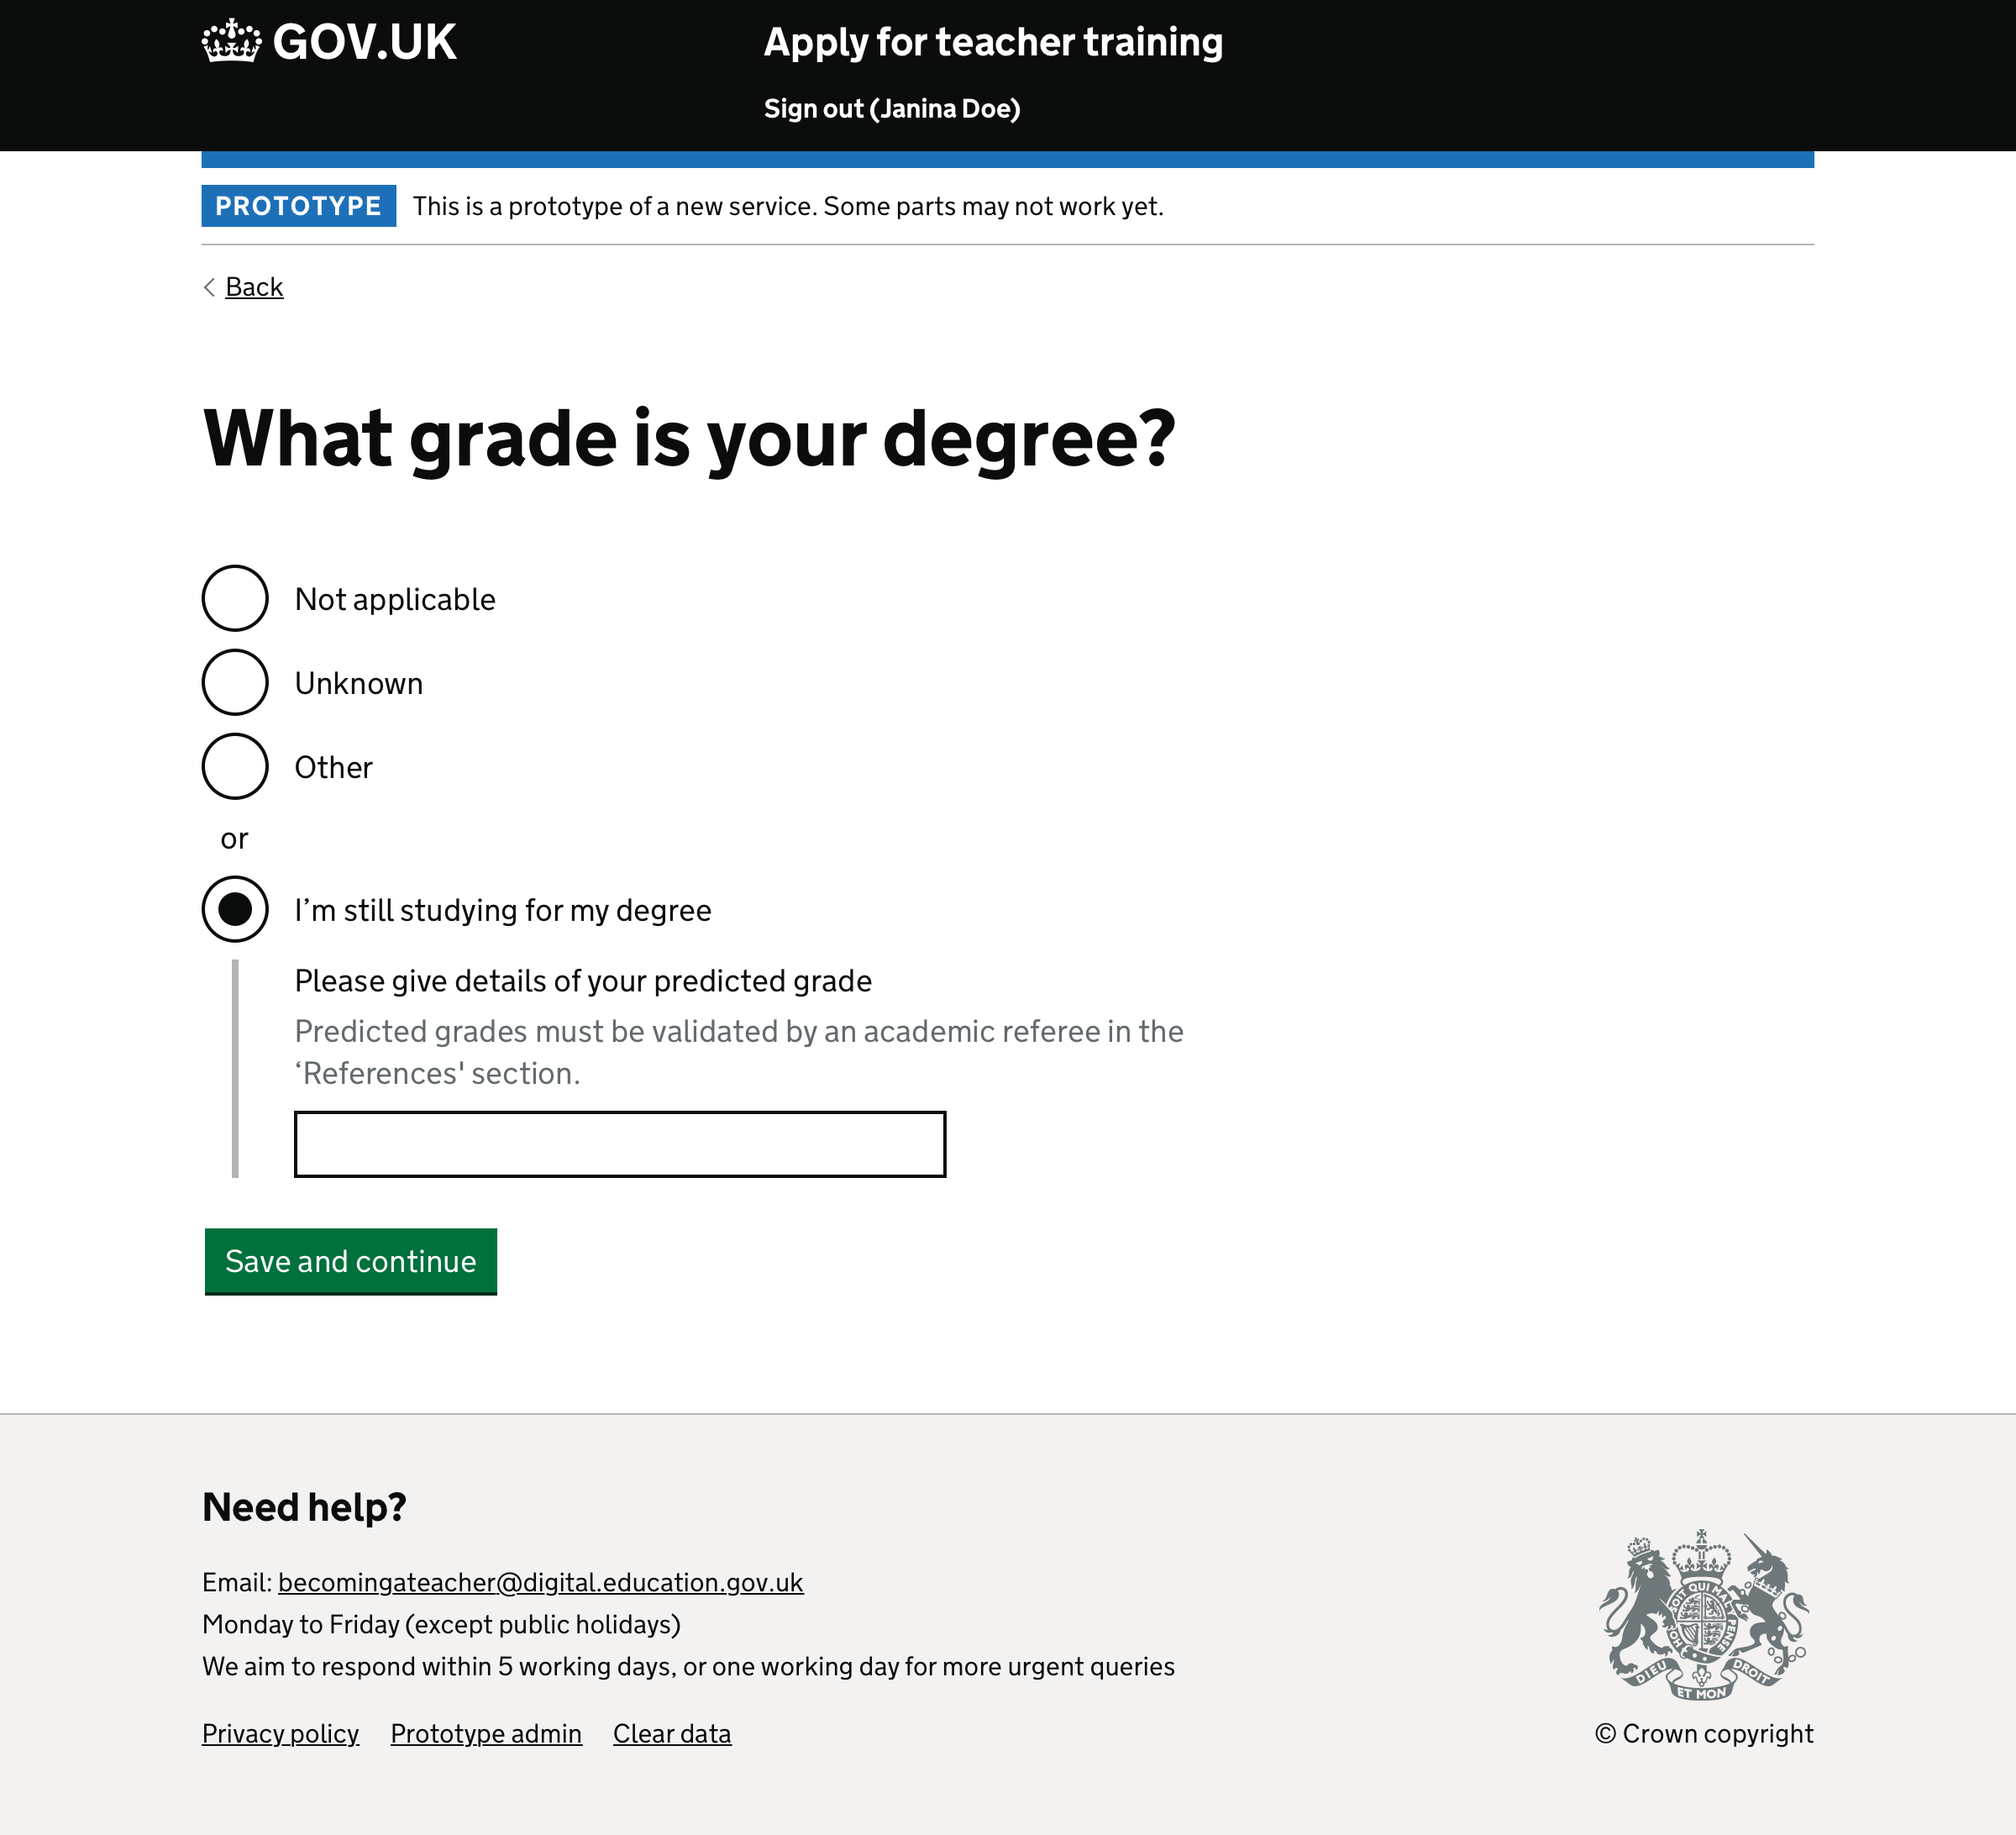 GOV.UK
Apply for teacher training
Sign out (Janina Doe)
PROTOTYPE This is a prototype of a new service. Some parts may not work yet.
Back
What grade is your degree?
Not applicable
Unknown
Other
or
I’m still studying for my degree
Please give details of your predicted grade
Predicted grades must be validated by an academic referee in the
‘References' section.
Save and continue
Need help?
Email: becomingateacher@digital.education.gov.uk
Monday to Friday (except public holidays)
We aim to respond within 5 working days, or one working day for more urgent queries
SOIT QUI MAL PENSE
HON
DIEU ET MON DROIT
Privacy policy Prototype admin Clear data
© Crown copyright